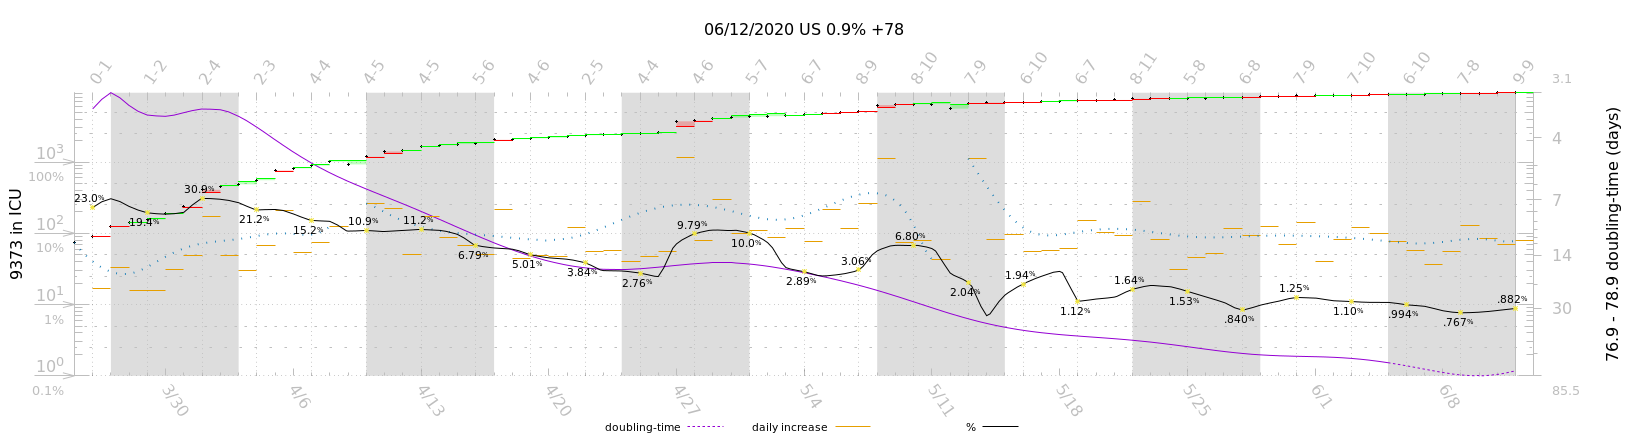 06/12/2020 US 0.9% +78
0-1 1-2 2-4 2-3 4-4 4-5 4-5 5-6 4-6 2-5 4-4 4-6 5-7 6-7 8-9 8-10 7-9 6-10 6-7 8-11 5-8 6-8 7-9 7-10 6-10 7-8 9-9
3.1
4
7
14
30
85.5
10³
100%
10²
10%
10¹
1%
10⁰
0.1%
9373 in ICU
76.9 - 78.9 doubling-time (days)
23.0% 19.4% 30.9% 21.2% 15.2% 10.9% 11.2% 6.79% 5.01% 3.84% 2.76% 9.79% 10.0% 2.89% 3.06% 6.80% 2.04% 1.94% 1.12% 1.64% 1.53% .840% 1.25% 1.10% .994% .767% .882%
3/30 4/6 4/13 4/20 4/27 5/4 5/11 5/18 5/25 6/1 6/8
doubling-time daily increase %